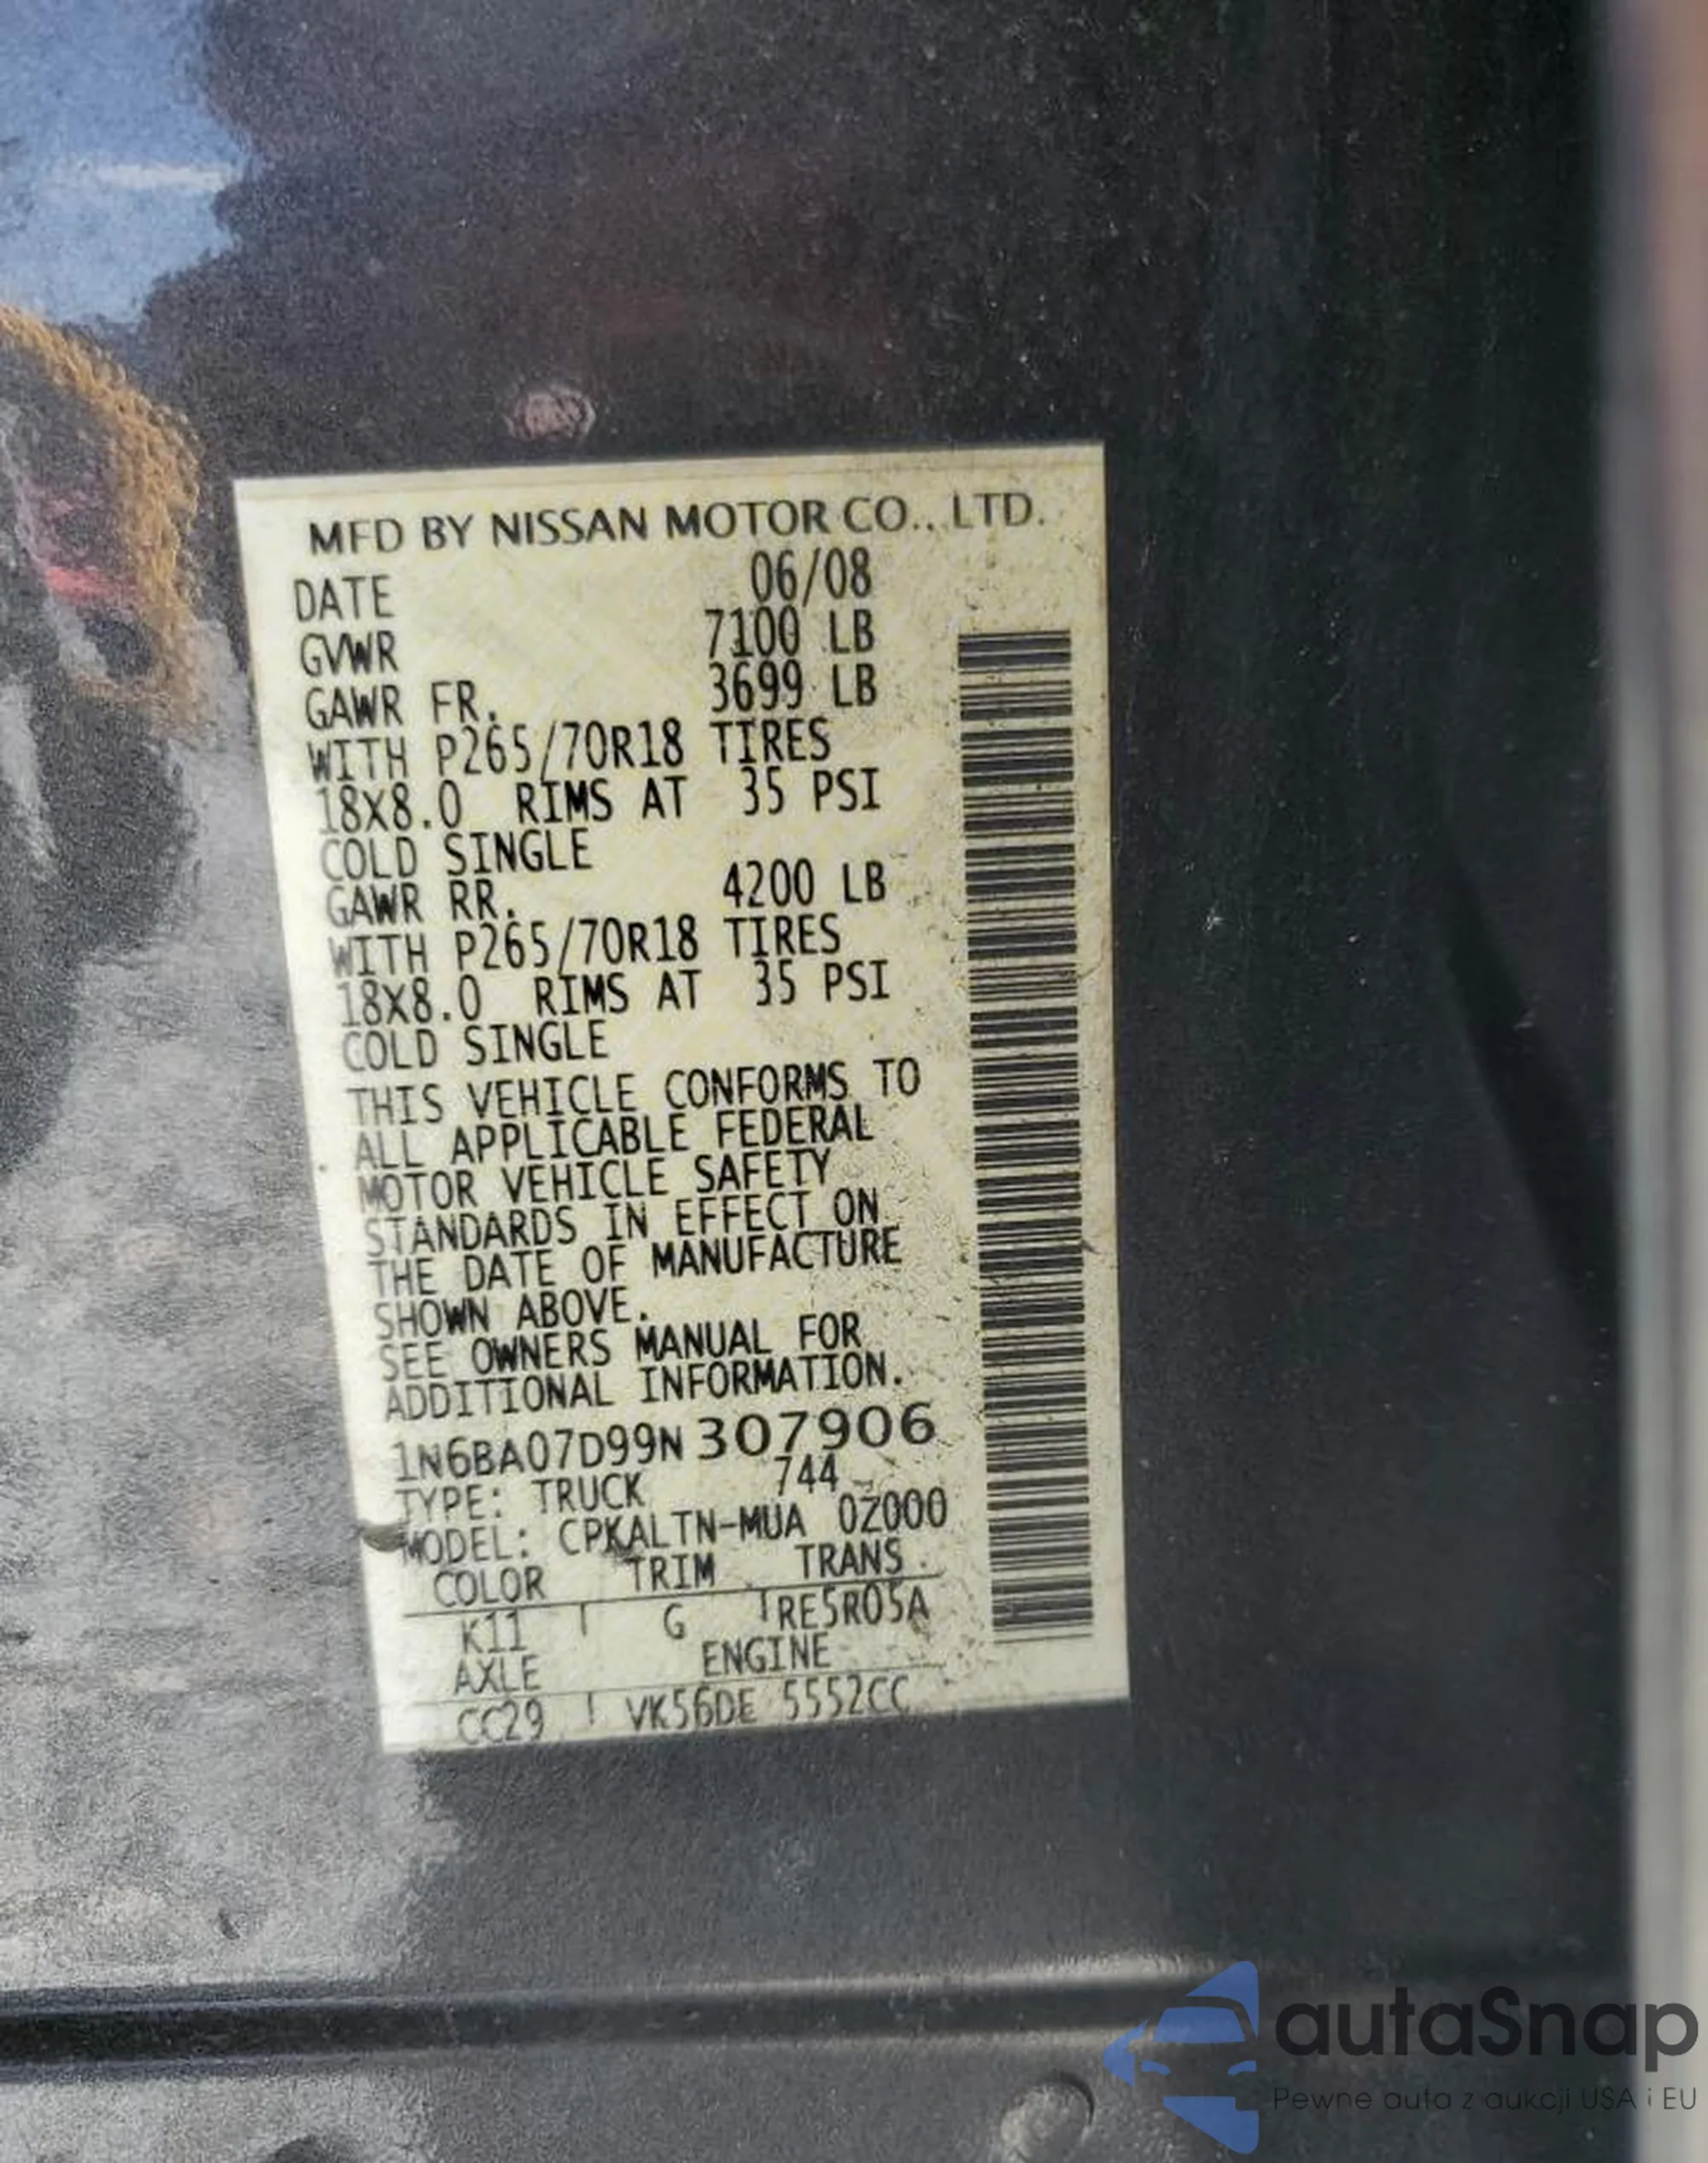 MFD BY NISSAN MOTOR CO., LTD.
DATE 06/08
GVWR 7100 LB
GAWR FR. 3699 LB
WITH P265/70R18 TIRES
18X8.0 RIMS AT 35 PSI
COLD SINGLE
GAWR RR. 4200 LB
WITH P265/70R18 TIRES
18X8.0 RIMS AT 35 PSI
COLD SINGLE
THIS VEHICLE CONFORMS TO
ALL APPLICABLE FEDERAL
MOTOR VEHICLE SAFETY
STANDARDS IN EFFECT ON
THE DATE OF MANUFACTURE
SHOWN ABOVE.
SEE OWNERS MANUAL FOR
ADDITIONAL INFORMATION.
1N6BA07D99N307906
TYPE: TRUCK 744
MODEL: CPKALTN-MUA 0Z000
COLOR TRIM TRANS.
K11 G RE5R05A
AXLE ENGINE
CC29 VK56DE 5552CC
autaSnap
Pewne auta z aukcji USA i EU